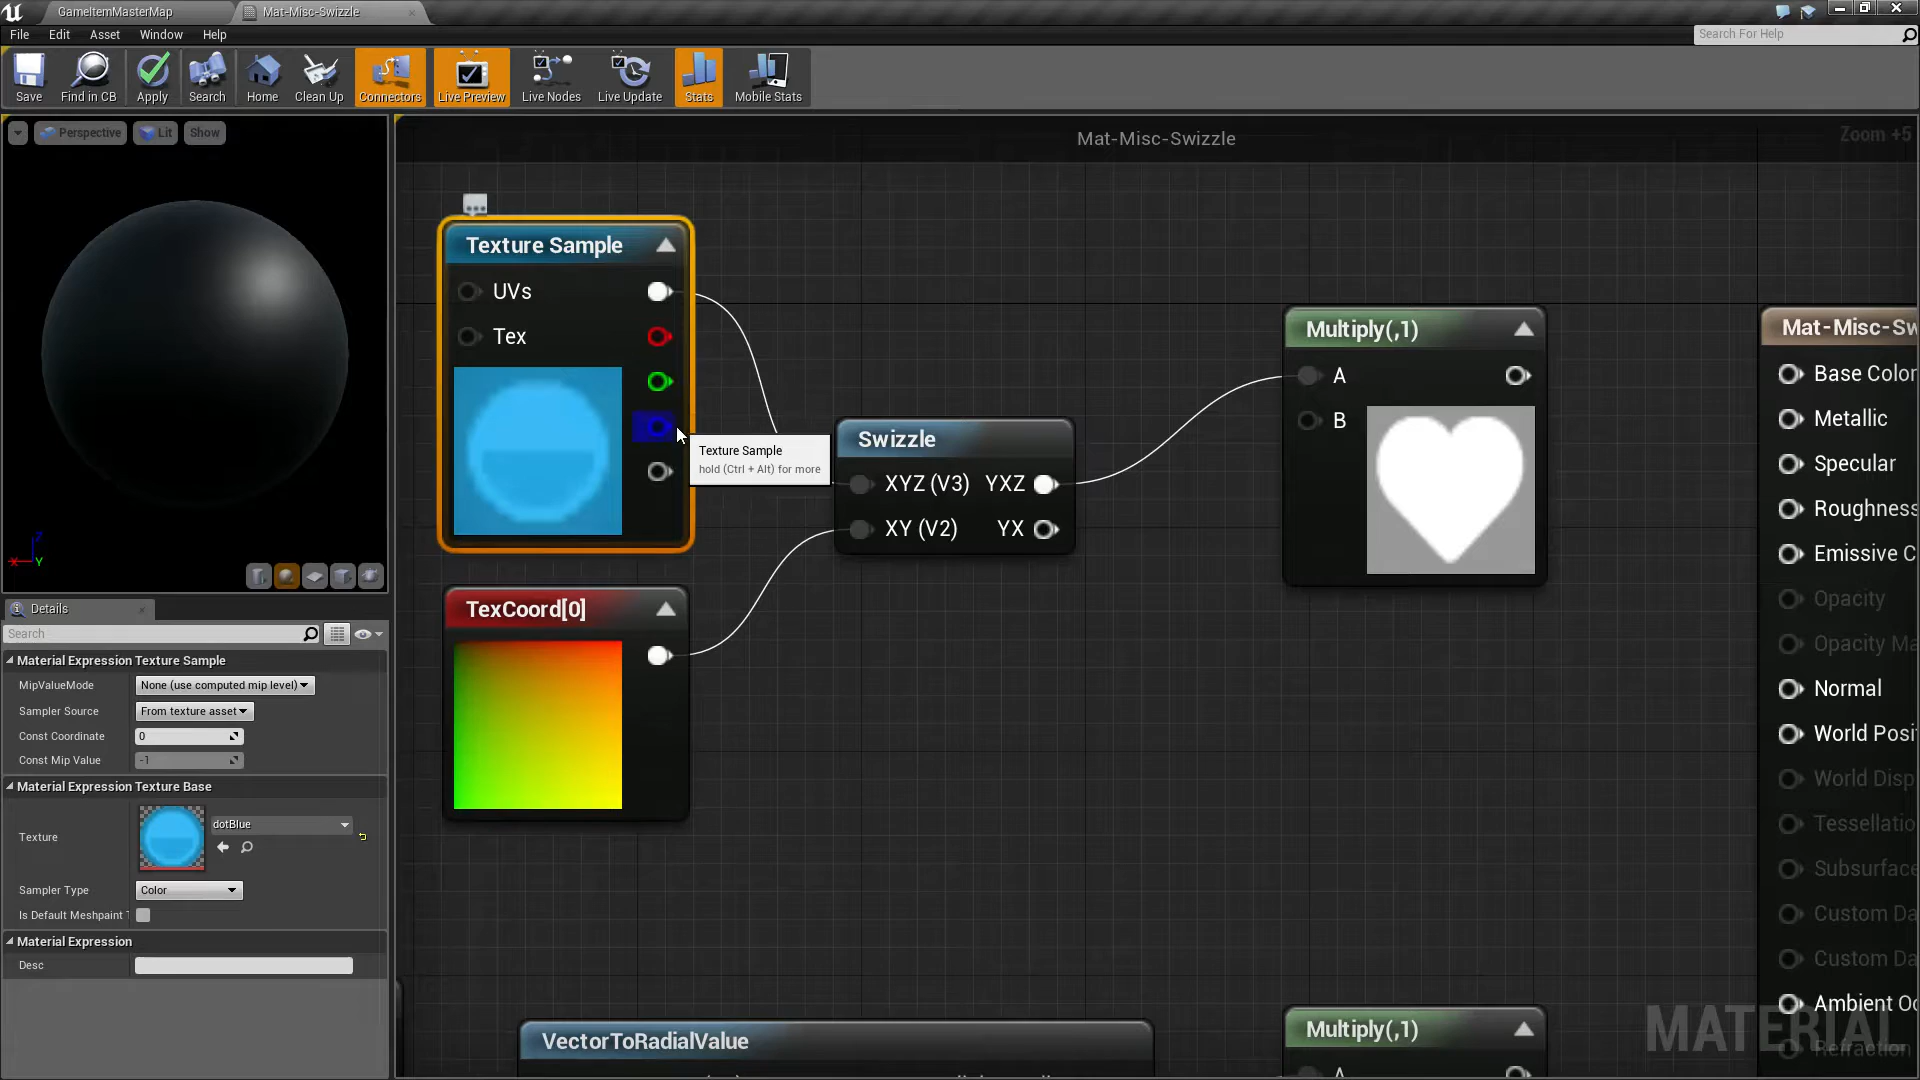 GameItemMasterMap
Mat-Misc-Swizzle
File Edit Asset Window Help
Search For Help
Save
Find in CB
Apply
Search
Home
Clean Up
Connectors
Live Preview
Live Nodes
Live Update
Stats
Mobile Stats
Perspective
Lit
Show
Mat-Misc-Swizzle
Zoom +5
Texture Sample
UVs
Tex
Texture Sample
hold (Ctrl + Alt) for more
Swizzle
XYZ (V3) YXZ
XY (V2) YX
TexCoord[0]
Multiply(,1)
A
B
Mat-Misc-Sw
Base Color
Metallic
Specular
Roughness
Emissive C
Opacity
Opacity Ma
Normal
World Posi
World Disp
Tessellatio
Subsurface
Custom Da
Custom Da
Ambient Oc
Refraction
MATERIAL
VectorToRadialValue
Multiply(,1)
A
Z
X
Y
Details
Search
Material Expression Texture Sample
MipValueMode None (use computed mip level)
Sampler Source From texture asset
Const Coordinate 0
Const Mip Value -1
Material Expression Texture Base
Texture dotBlue
Sampler Type Color
Is Default Meshpaint T
Material Expression
Desc